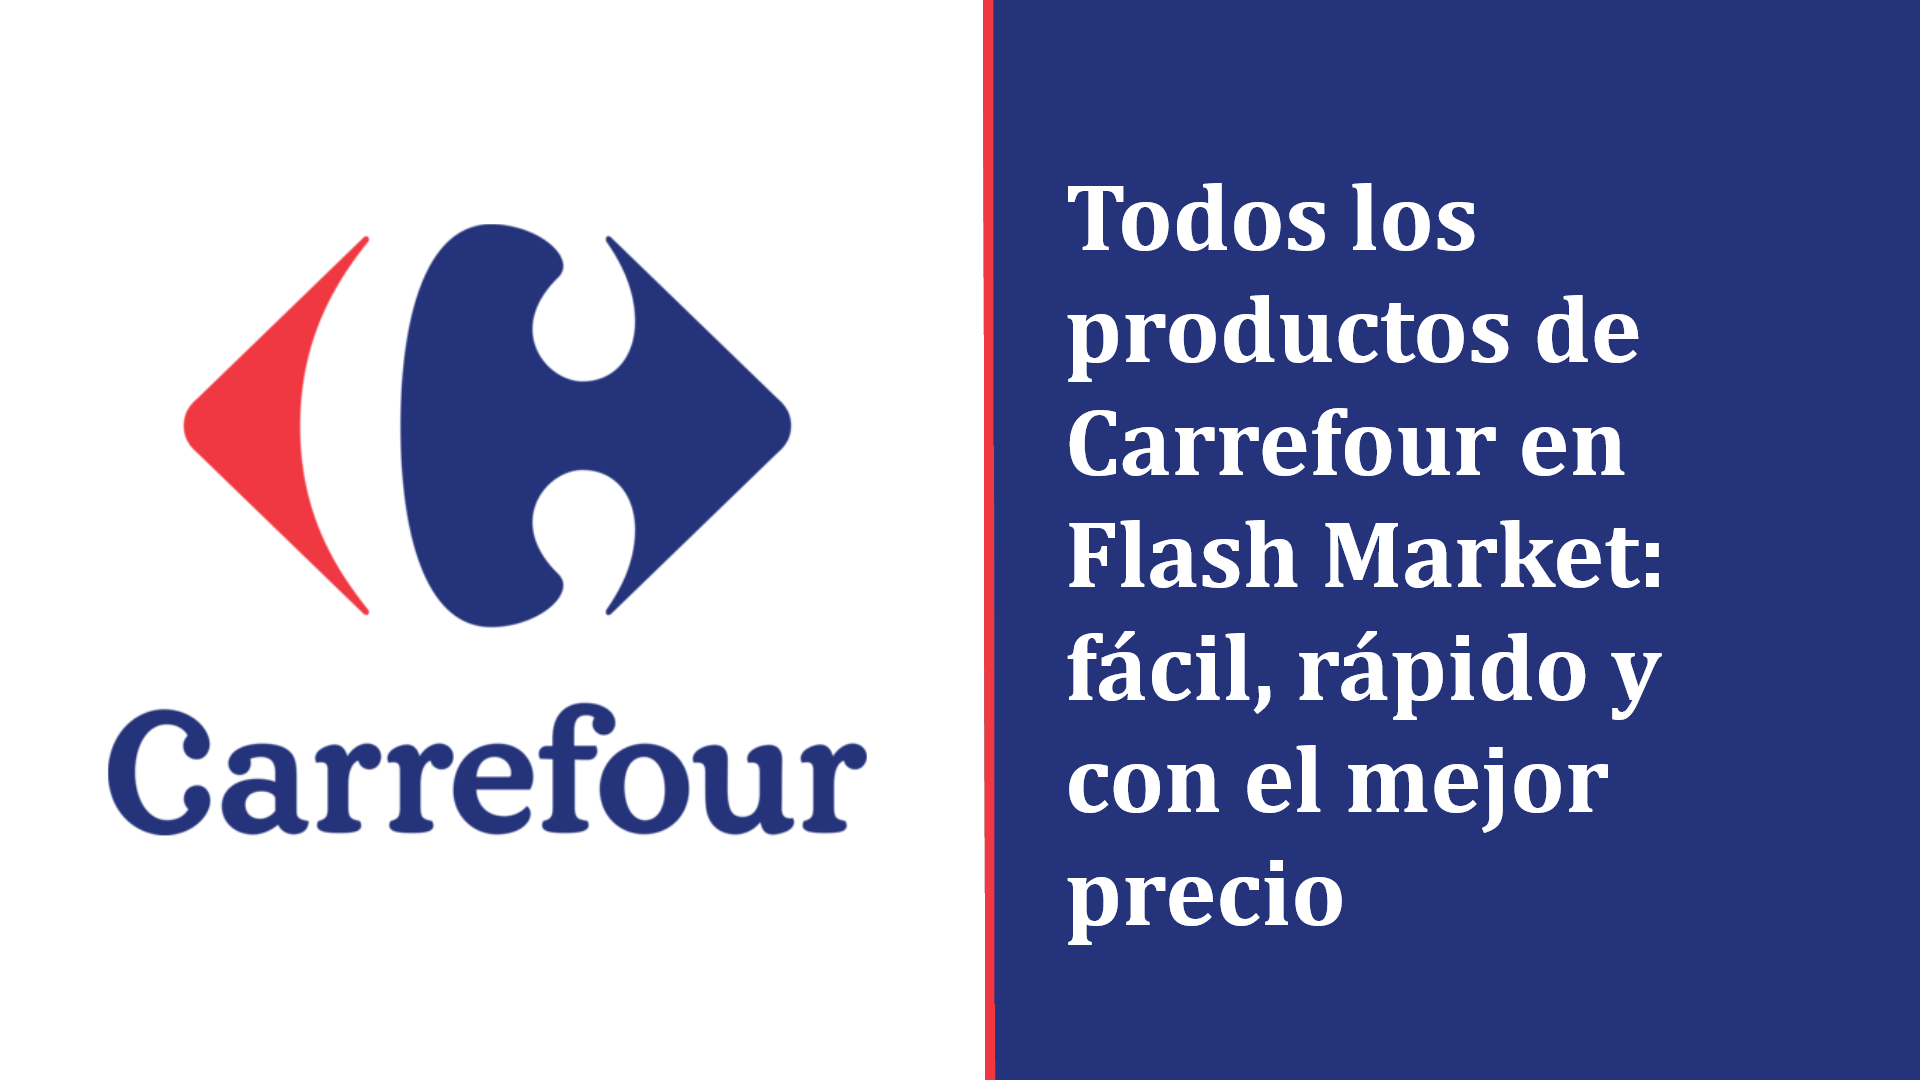 Carrefour
Todos los
productos de
Carrefour en
Flash Market:
fácil, rápido y
con el mejor
precio